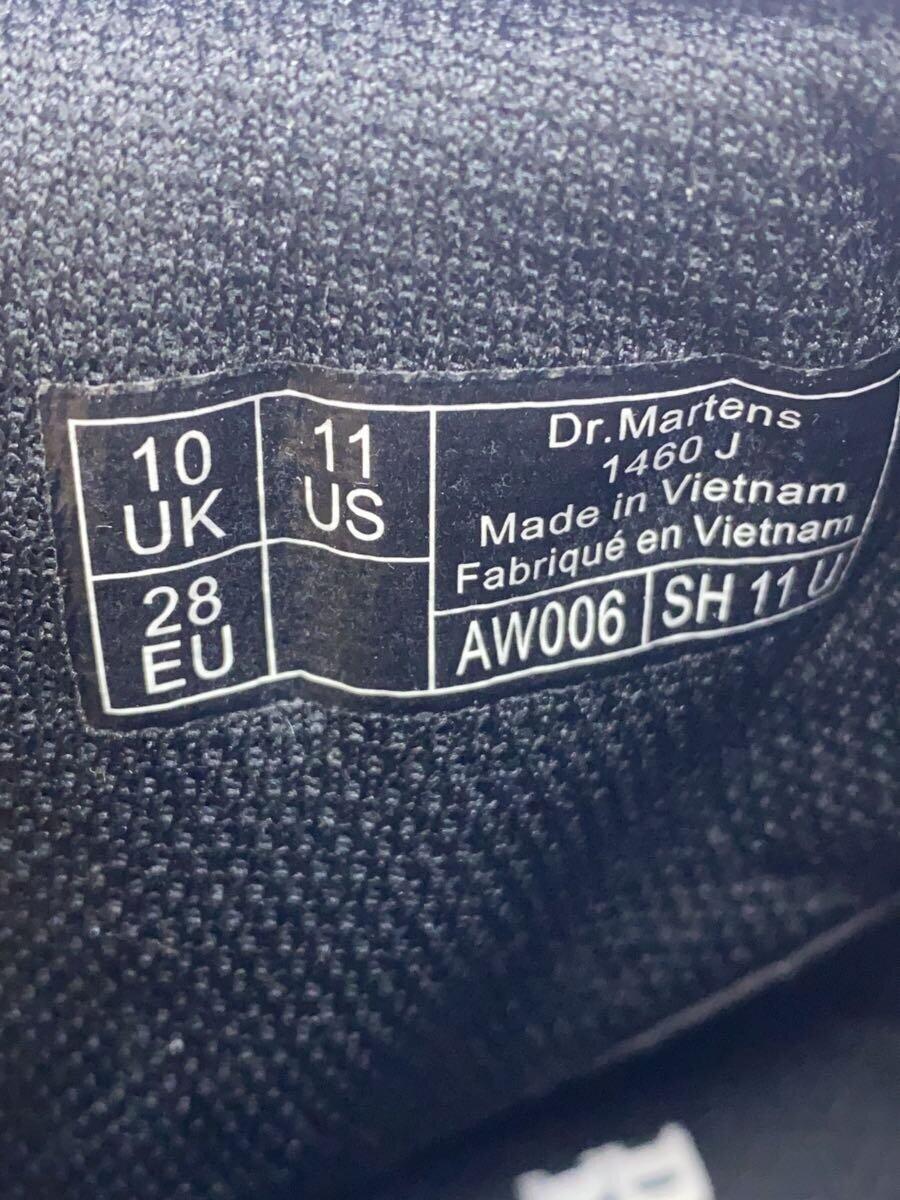 10
UK
11
US
28
EU
Dr.Martens
1460 J
Made in Vietnam
Fabriqué en Vietnam
AW006
SH 11 U